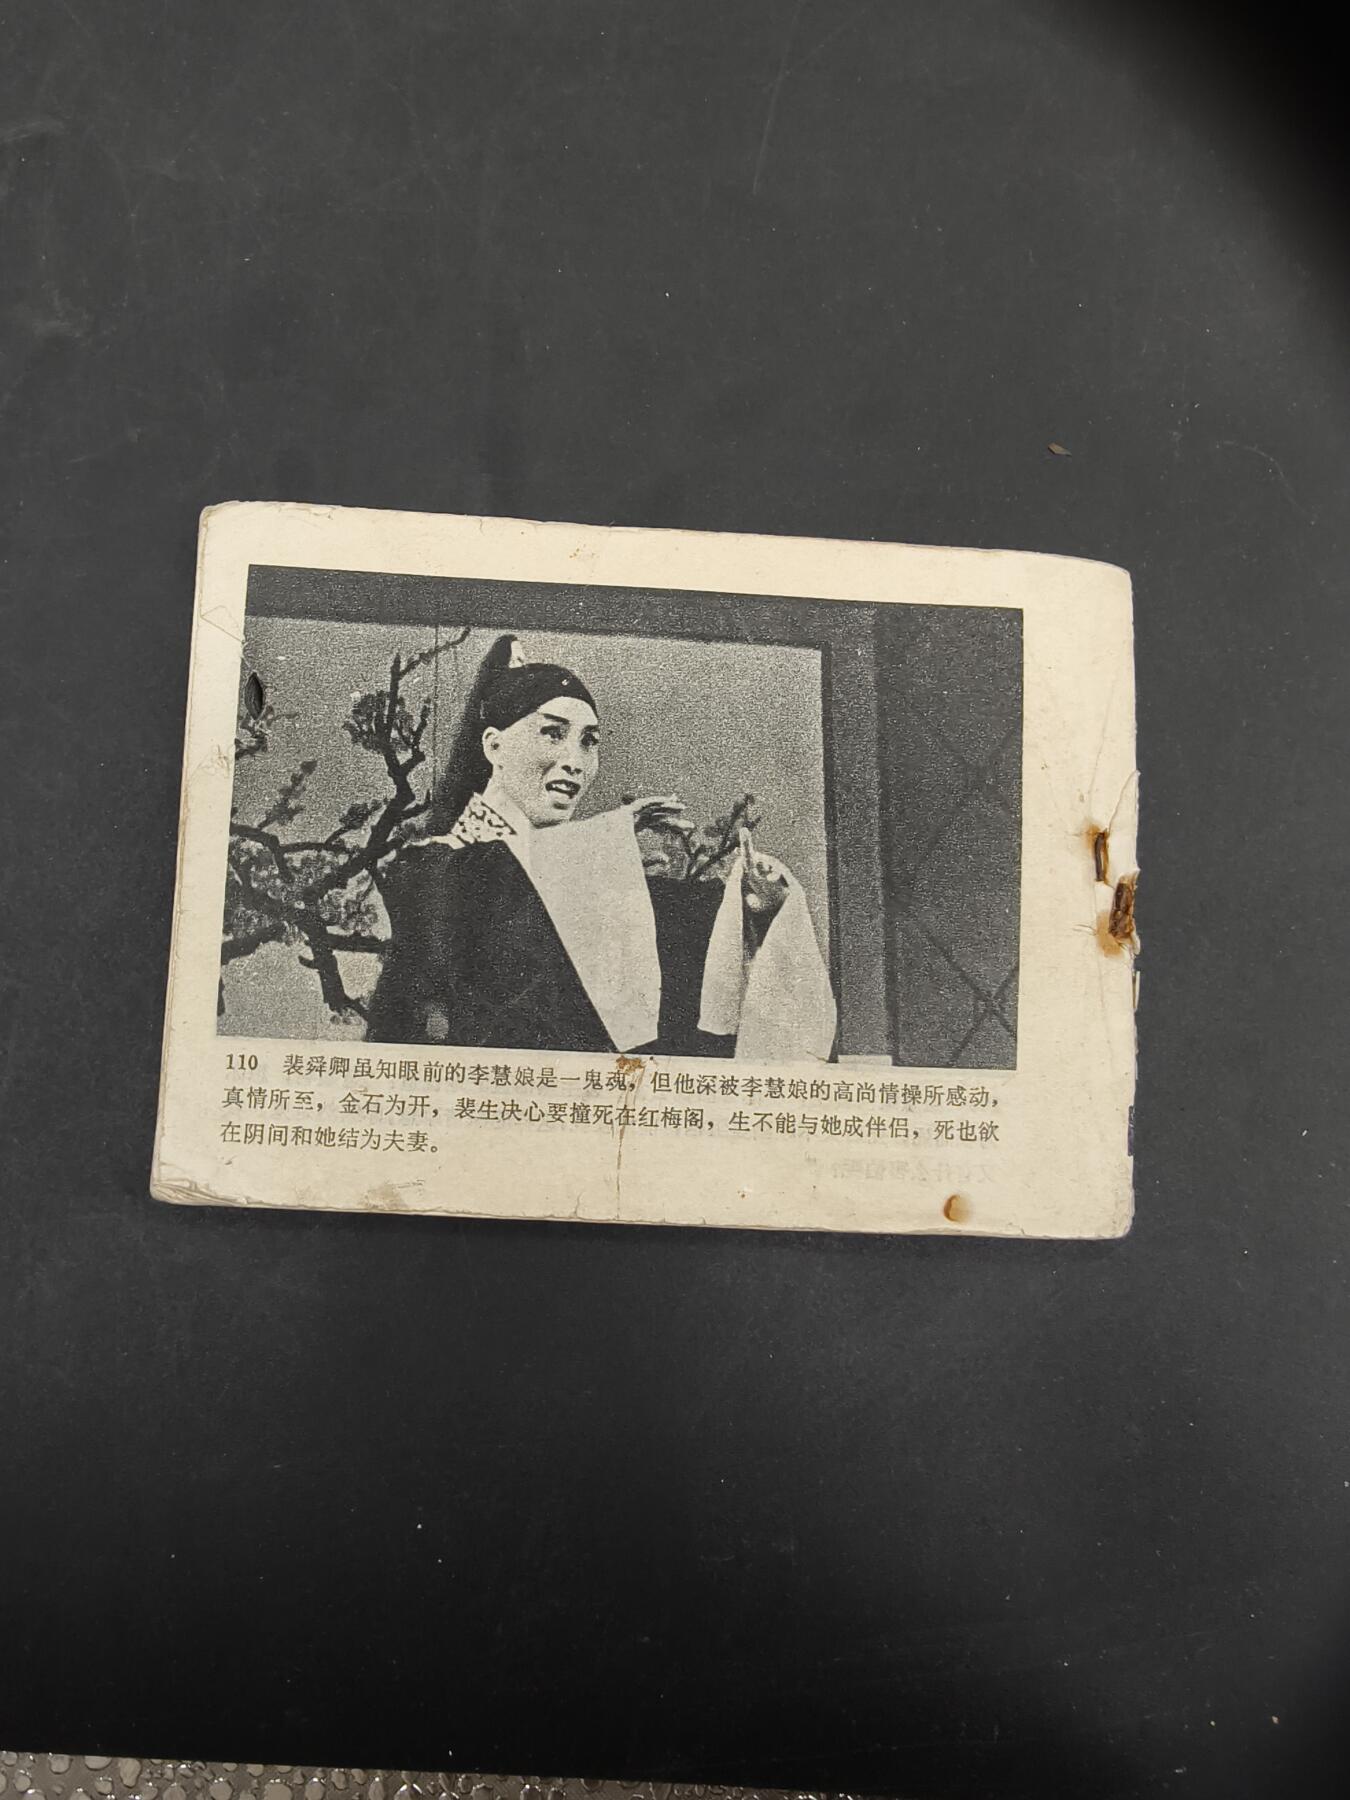 110 裴舜卿虽知眼前的李慧娘是一鬼魂，但他深被李慧娘的高尚情操所感动，
真情所至，金石为开，裴生决心要撞死在红梅阁，生不能与她成伴侣，死也欲
在阴间和她结为夫妻。